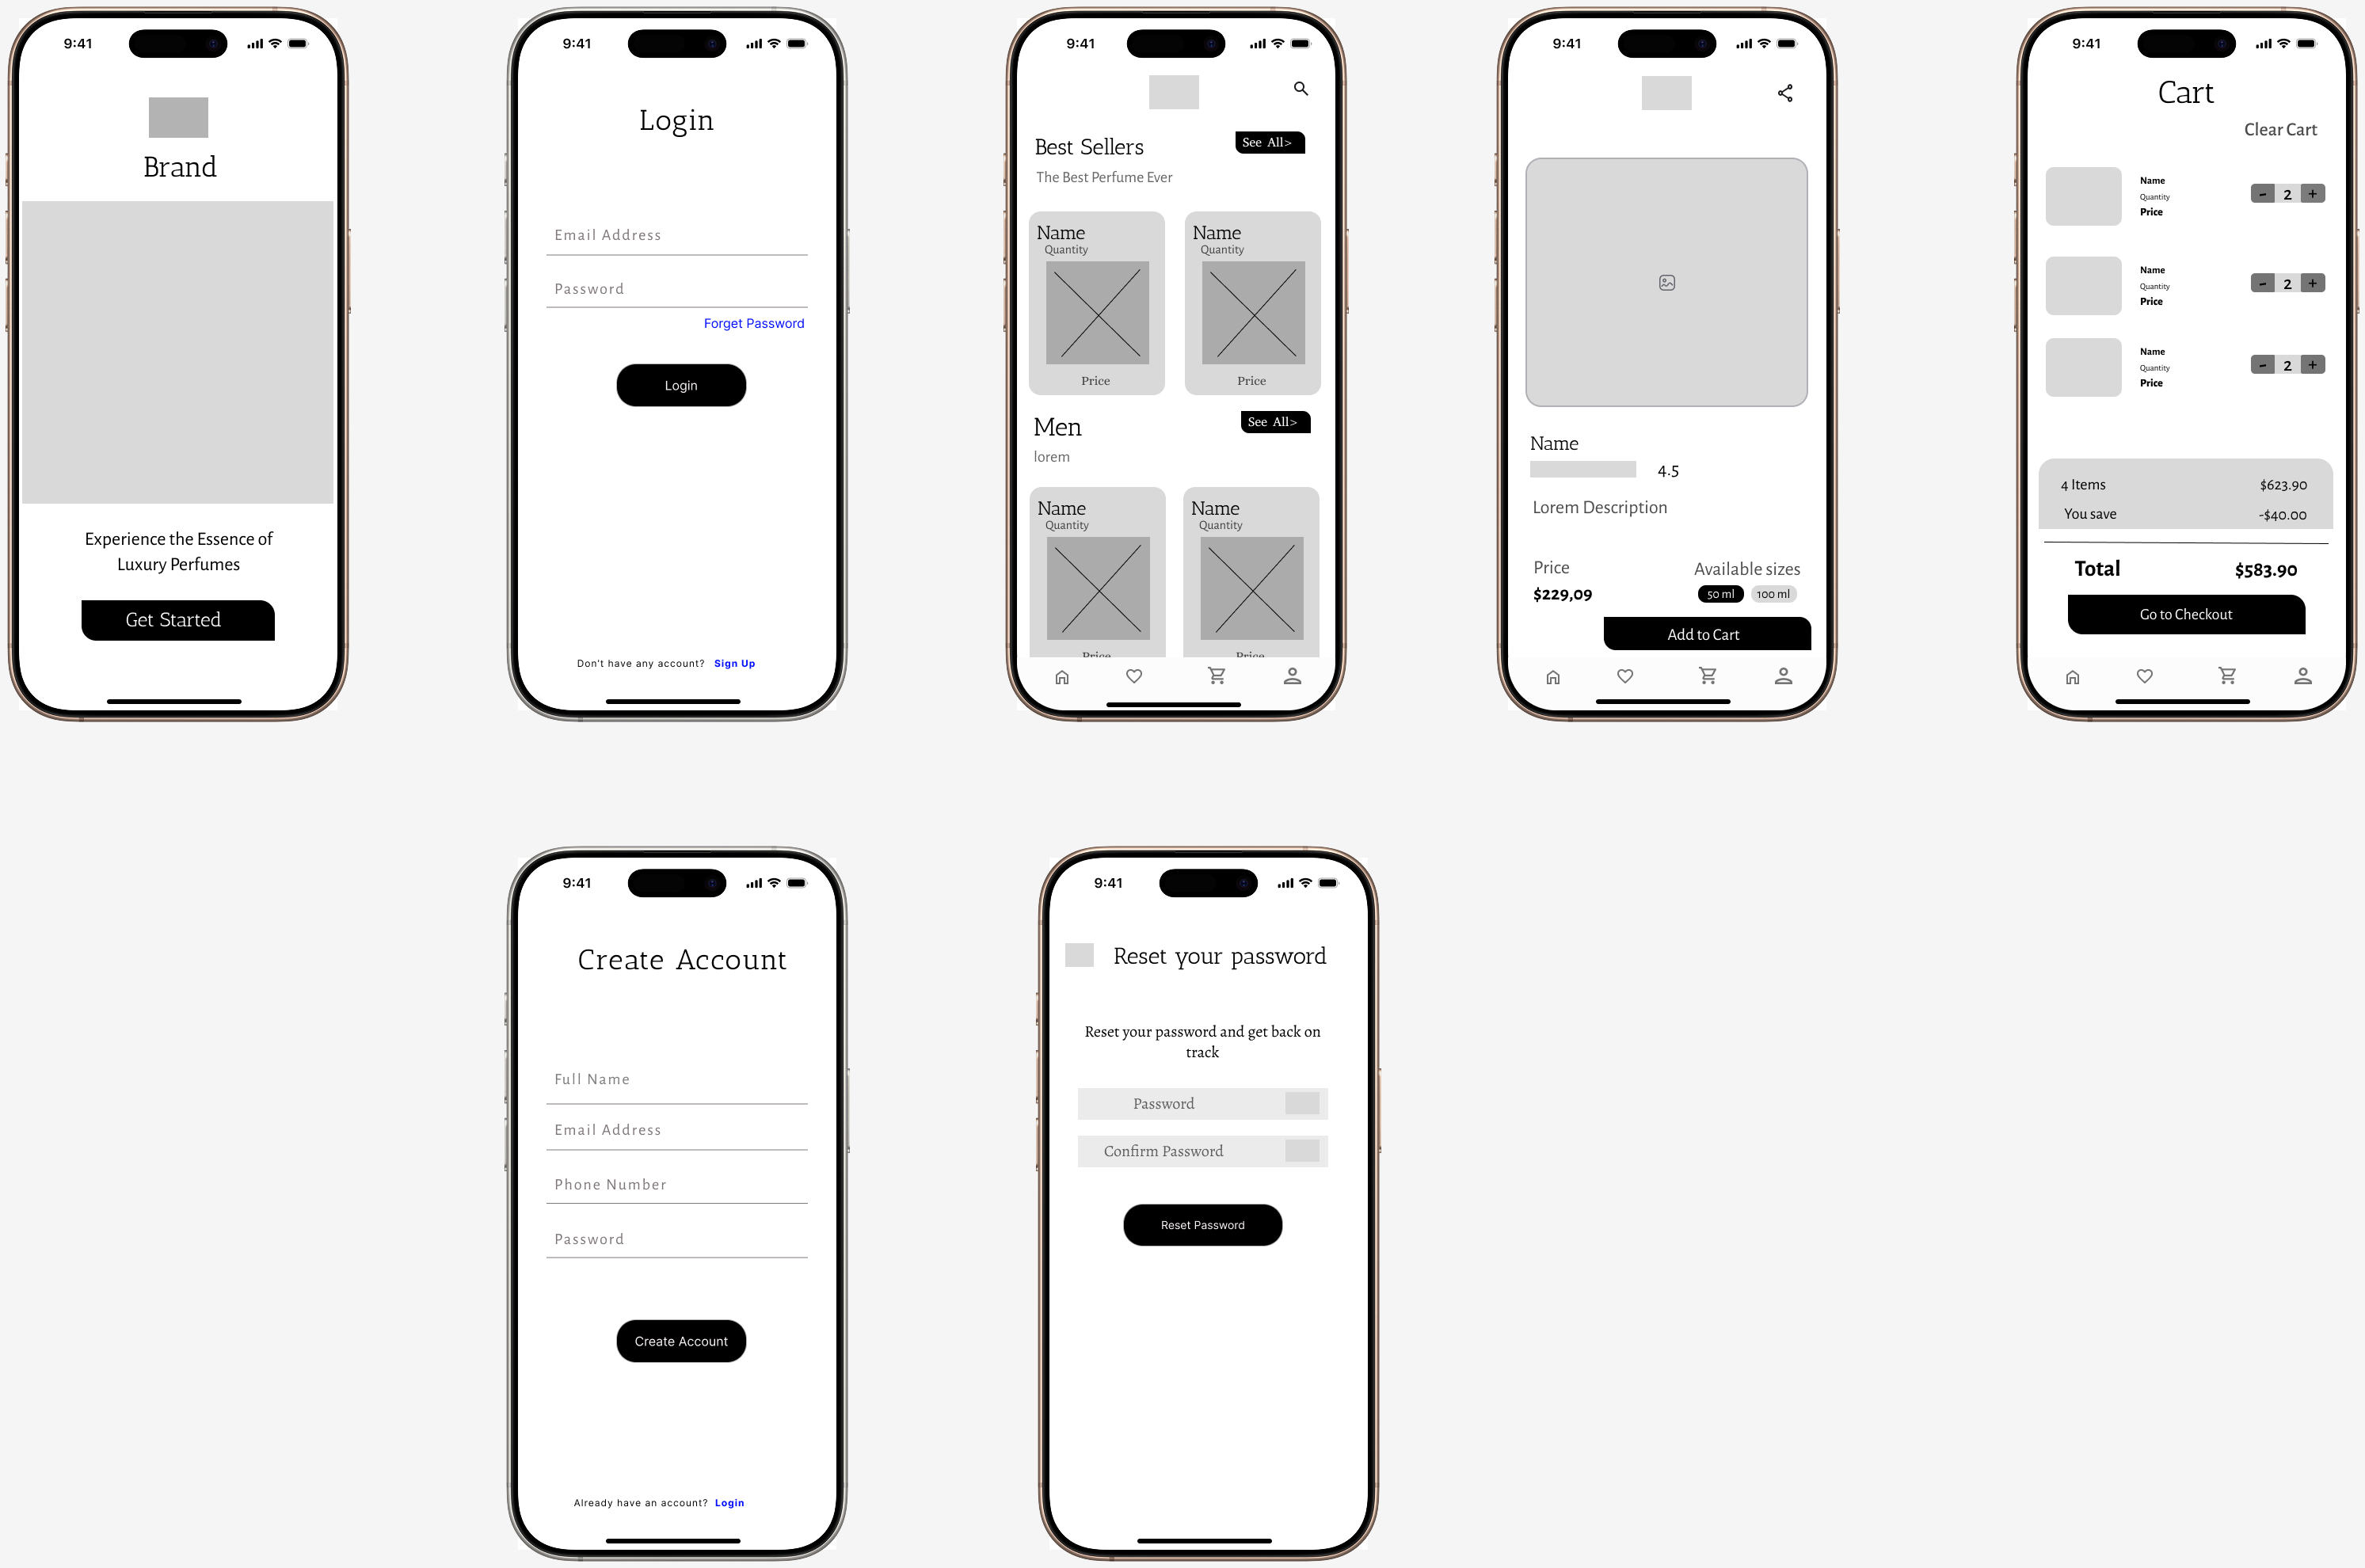 9:41
Brand
Experience the Essence of
Luxury Perfumes
Get Started
9:41
Login
Email Address
Password
Forget Password
Login
Don't have any account? Sign Up
9:41
Best Sellers
See All>
The Best Perfume Ever
Name
Quantity
Price
Name
Quantity
Price
Men
See All>
lorem
Name
Quantity
Price
Name
Quantity
Price
9:41
Name
4.5
Lorem Description
Price
$229,09
Available sizes
50 ml
100 ml
Add to Cart
9:41
Cart
Clear Cart
Name
Quantity
Price
- 2 +
Name
Quantity
Price
- 2 +
Name
Quantity
Price
- 2 +
4 Items $623.90
You save -$40.00
Total $583.90
Go to Checkout
9:41
Create Account
Full Name
Email Address
Phone Number
Password
Create Account
Already have an account? Login
9:41
Reset your password
Reset your password and get back on
track
Password
Confirm Password
Reset Password